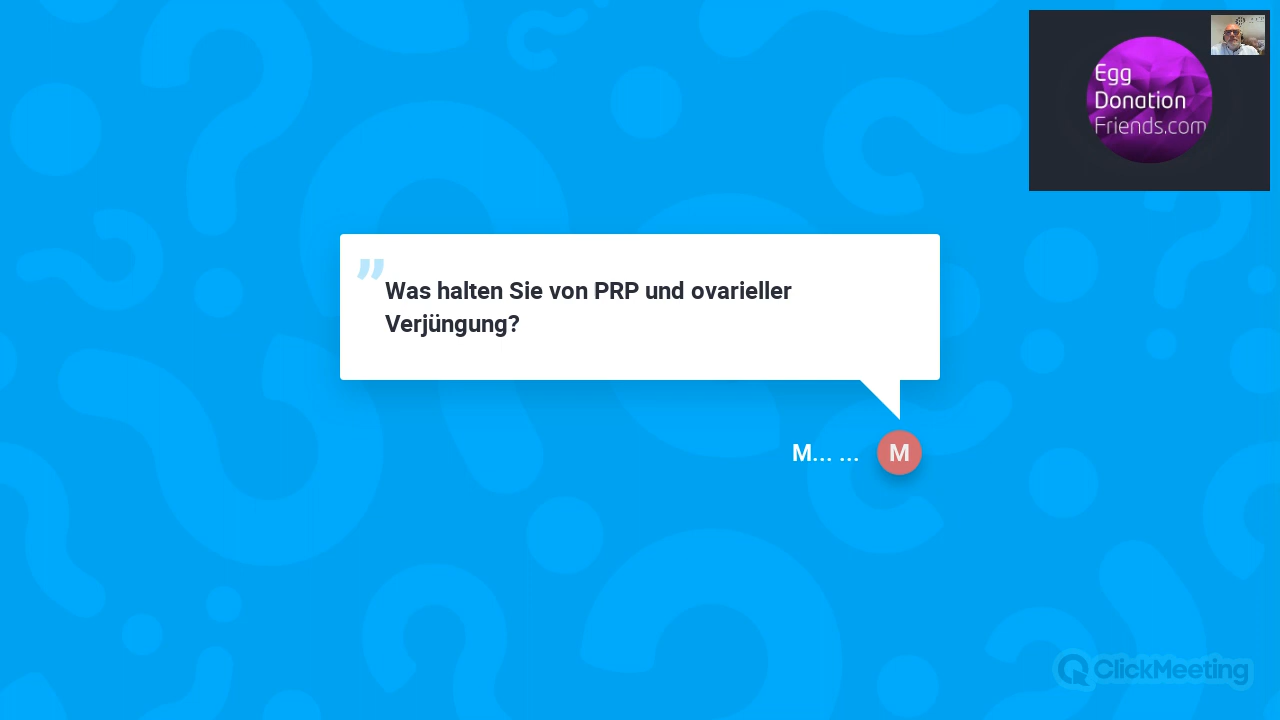 Egg
Donation
Friends.com
Was halten Sie von PRP und ovarieller
Verjüngung?
M... ...
M
ClickMeeting